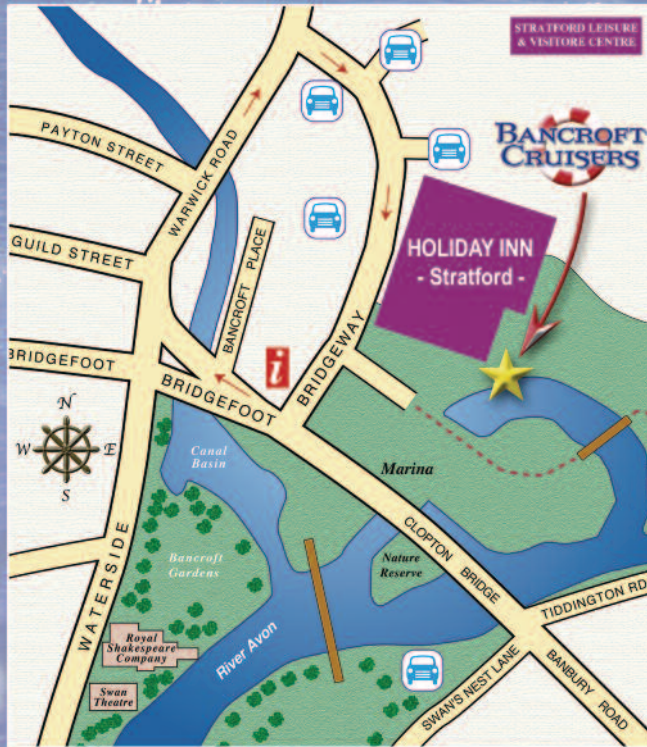 STRATFORD LEISURE
& VISITORE CENTRE
BANCROFT
CRUISERS
PAYTON STREET
WARWICK ROAD
GUILD STREET
BANCROFT PLACE
HOLIDAY INN
- Stratford -
BRIDGEFOOT
BRIDGEFOOT
i
BRIDGEWAY
N
W E
S
Canal
Basin
Marina
Bancroft
Gardens
Nature
Reserve
CLOPTON BRIDGE
WATERSIDE
TIDDINGTON RD
Royal
Shakespeare
Company
River Avon
Swan
Theatre
SWAN'S NEST LANE
BANBURY ROAD